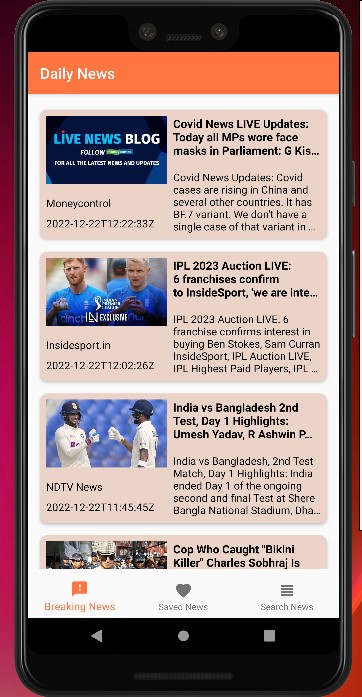 Daily News
LIVE NEWS BLOG
FOLLOW
FOR ALL THE LATEST NEWS AND UPDATES
Moneycontrol
2022-12-22T12:22:33Z
Covid News LIVE Updates:
Today all MPs wore face
masks in Parliament: G Kis...
Covid News Updates: Covid
cases are rising in China and
several other countries. It has
BF.7 variant. We don't have a
single case of that variant in ...
EXCLUSIVE
Insidesport.in
2022-12-22T12:02:26Z
IPL 2023 Auction LIVE:
6 franchises confirm
to InsideSport, 'we are inte...
IPL 2023 Auction LIVE: 6
franchise confirms interest in
buying Ben Stokes, Sam Curran
InsideSport, IPL Auction LIVE,
IPL Highest Paid Players, IPL ...
NDTV News
2022-12-22T11:45:45Z
India vs Bangladesh 2nd
Test, Day 1 Highlights:
Umesh Yadav, R Ashwin P...
India vs Bangladesh, 2nd Test
Match, Day 1 Highlights: India
ended Day 1 of the ongoing
second and final Test at Shere
Bangla National Stadium, Dha...
Cop Who Caught "Bikini
Killer" Charles Sobhraj Is
Breaking News
Saved News
Search News